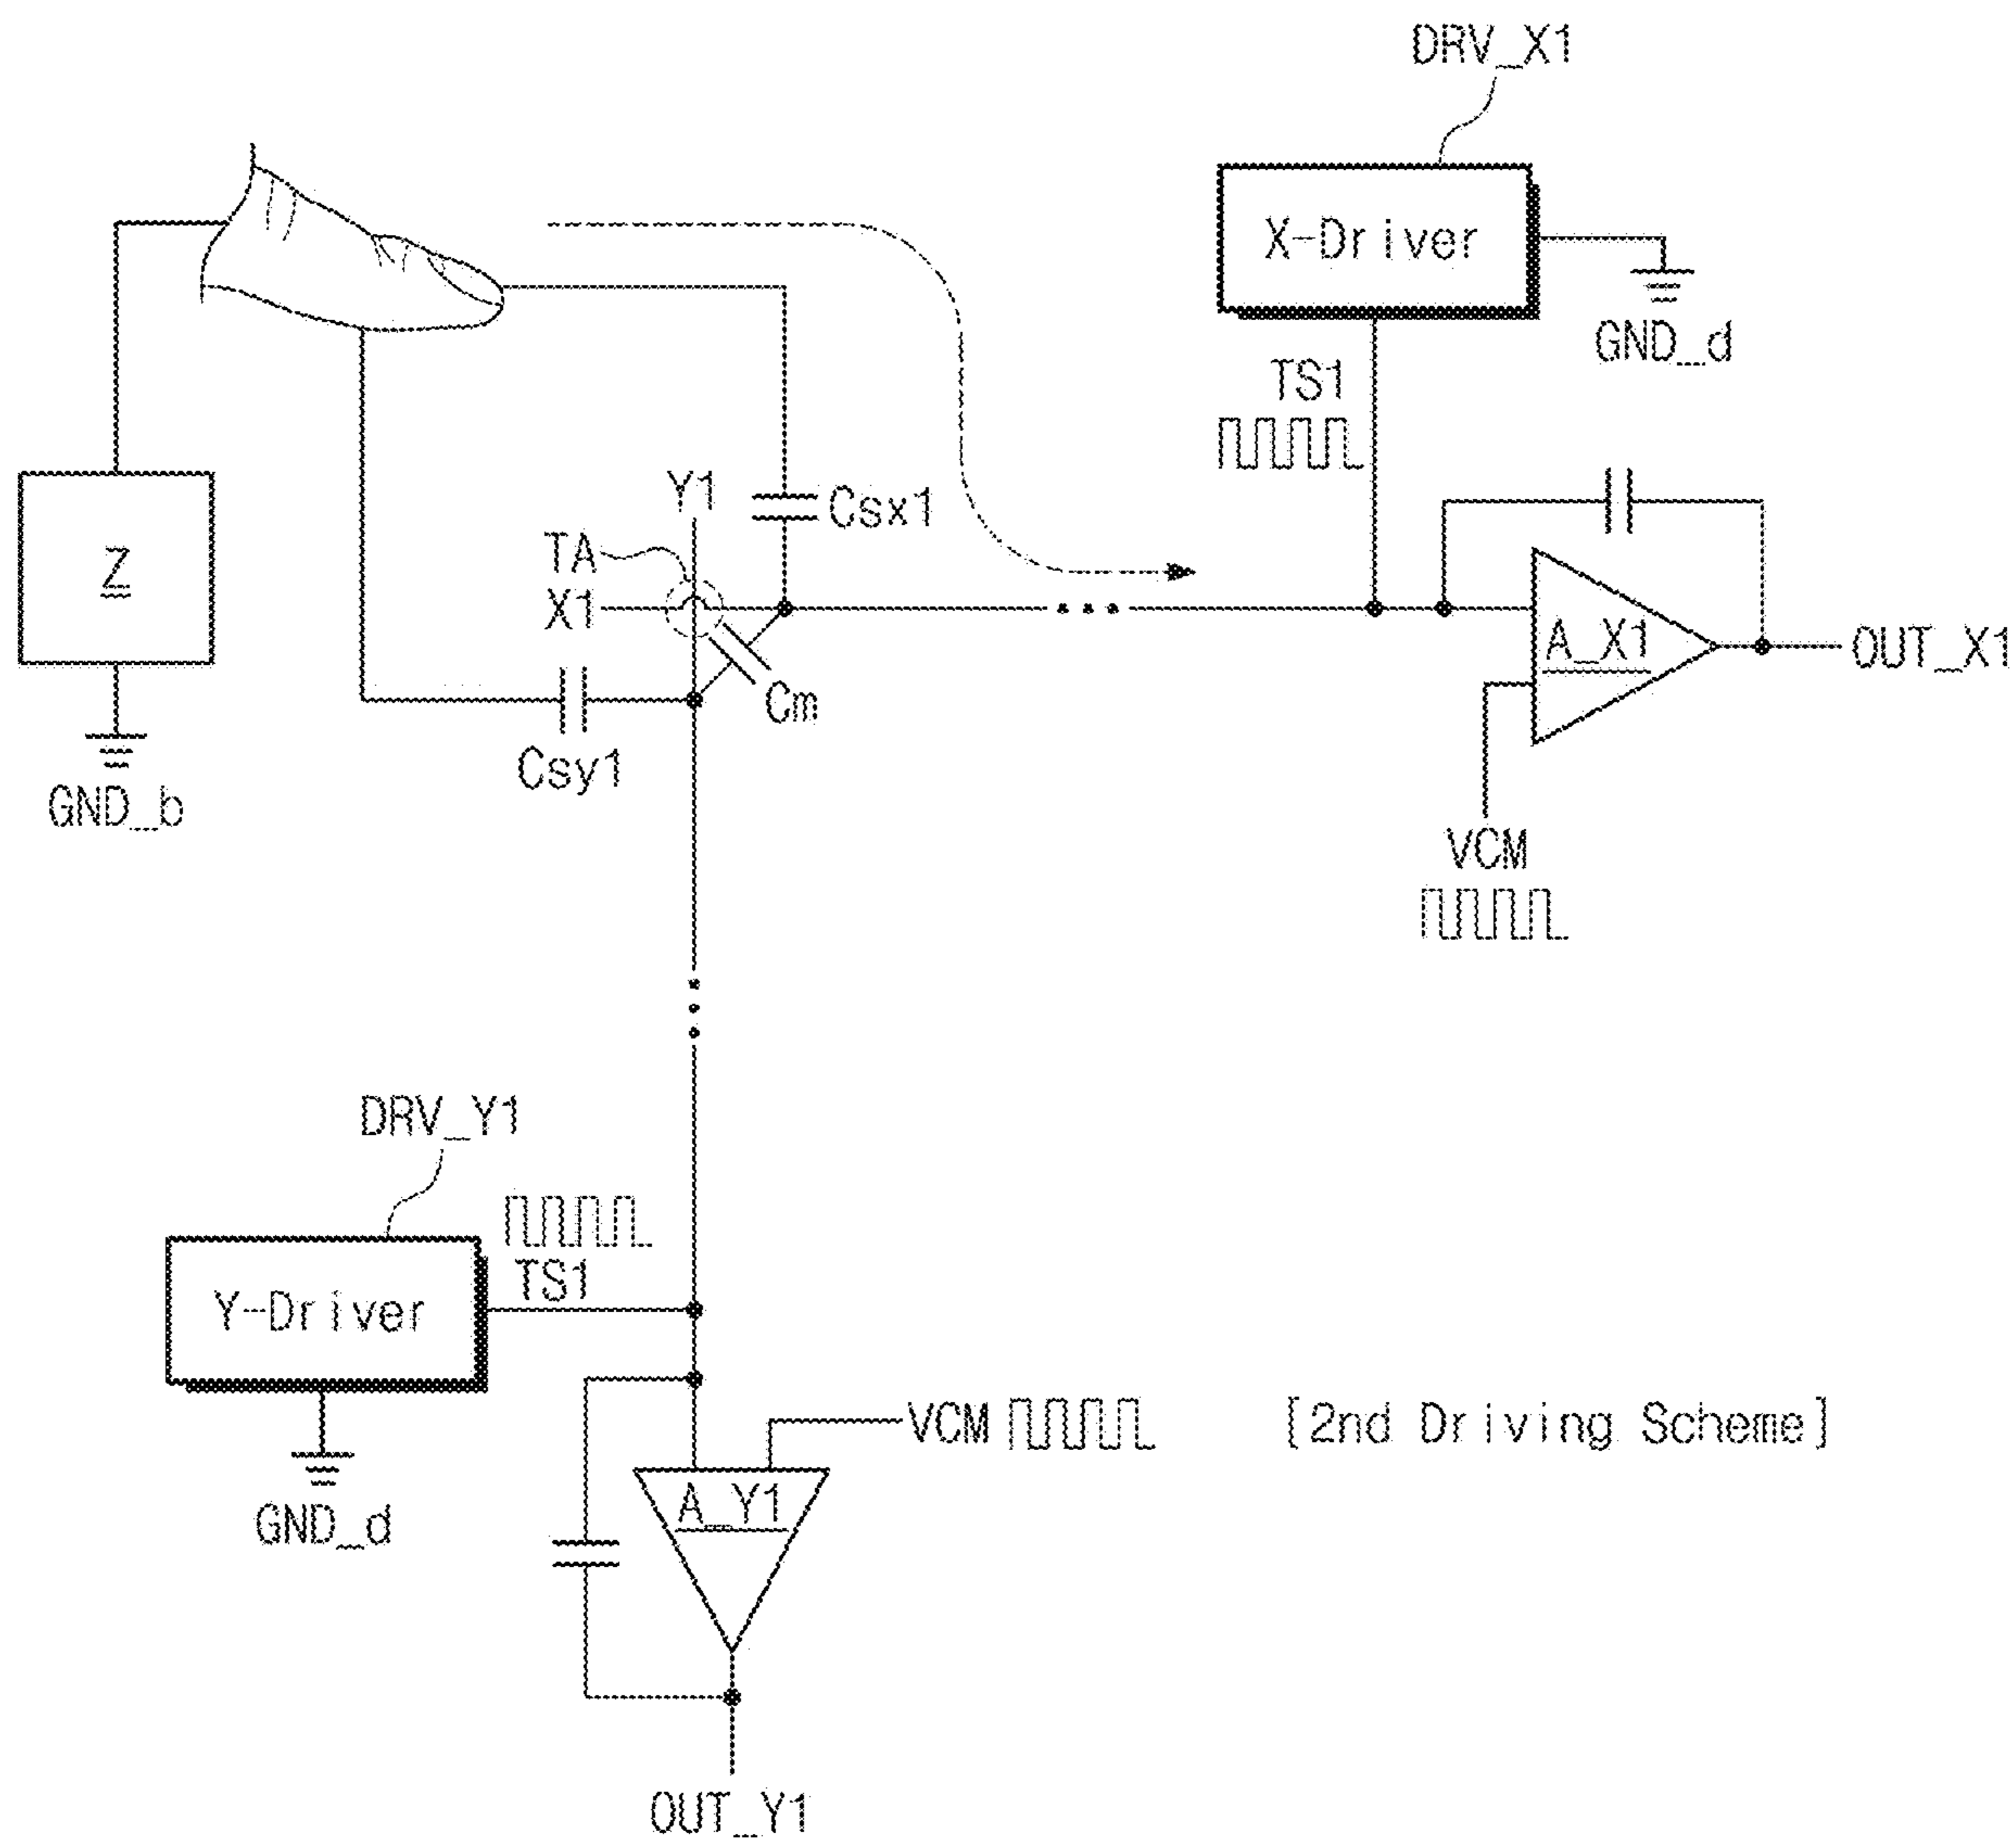 DRV_X1
X-Driver
GND_d
TS1
Y1
Csx1
TA
Z
X1
A_X1
OUT_X1
Cm
Csy1
GND_b
VCM
DRV_Y1
TS1
Y-Driver
VCM
[2nd Driving Scheme]
A_Y1
GND_d
OUT_Y1